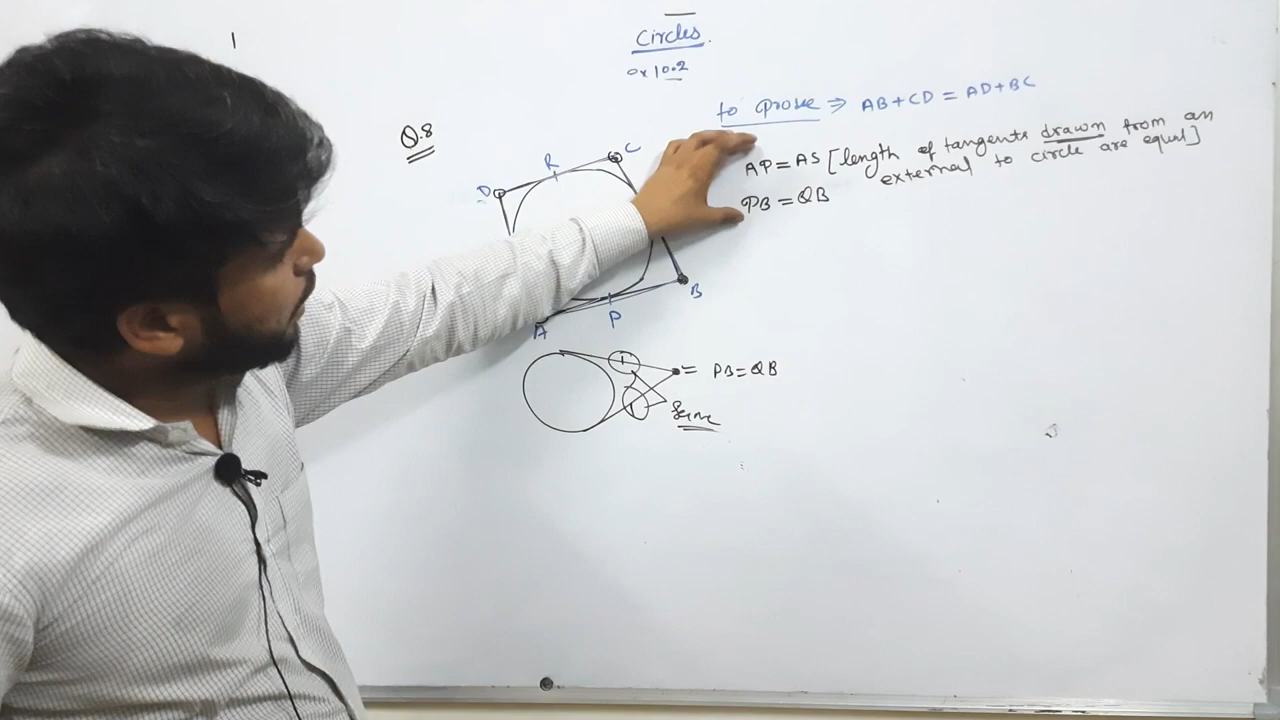 Circles.
Ex 10.2
Q.8
to prove ⇒ AB+CD = AD+BC
AP = AS [length of tangents drawn from an
external to circle are equal]
PB = QB
D
R
C
A
P
B
= PB=QB
Same